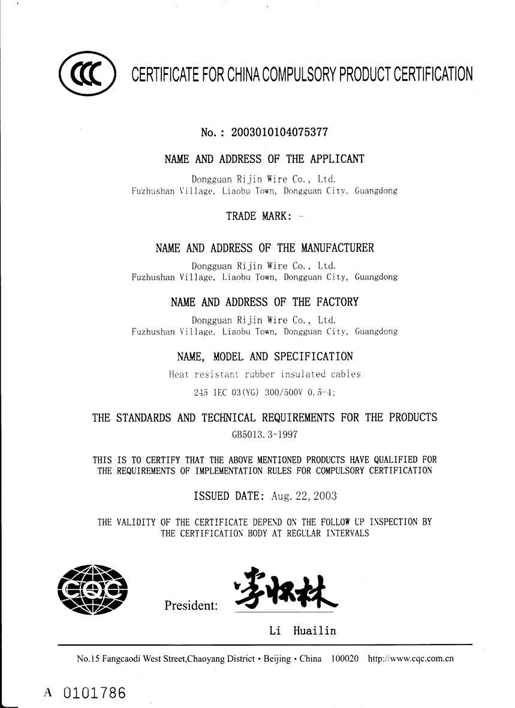 CCC CERTIFICATE FOR CHINA COMPULSORY PRODUCT CERTIFICATION
No. : 2003010104075377
NAME AND ADDRESS OF THE APPLICANT
Dongguan Rijin Wire Co., Ltd.
Fuzhushan Village, Liaobu Town, Dongguan City, Guangdong
TRADE MARK: -
NAME AND ADDRESS OF THE MANUFACTURER
Dongguan Rijin Wire Co., Ltd.
Fuzhushan Village, Liaobu Town, Dongguan City, Guangdong
NAME AND ADDRESS OF THE FACTORY
Dongguan Rijin Wire Co., Ltd.
Fuzhushan Village, Liaobu Town, Dongguan City, Guangdong
NAME, MODEL AND SPECIFICATION
Heat resistant rubber insulated cables
245 IEC 03(YG) 300/500V 0.5-4;
THE STANDARDS AND TECHNICAL REQUIREMENTS FOR THE PRODUCTS
GB5013.3-1997
THIS IS TO CERTIFY THAT THE ABOVE MENTIONED PRODUCTS HAVE QUALIFIED FOR
THE REQUIREMENTS OF IMPLEMENTATION RULES FOR COMPULSORY CERTIFICATION
ISSUED DATE: Aug. 22, 2003
THE VALIDITY OF THE CERTIFICATE DEPEND ON THE FOLLOW UP INSPECTION BY
THE CERTIFICATION BODY AT REGULAR INTERVALS
CQC
President: 李怀林
Li Huailin
No.15 Fangcaodi West Street,Chaoyang District • Beijing • China 100020 http://www.cqc.com.cn
A 0101786